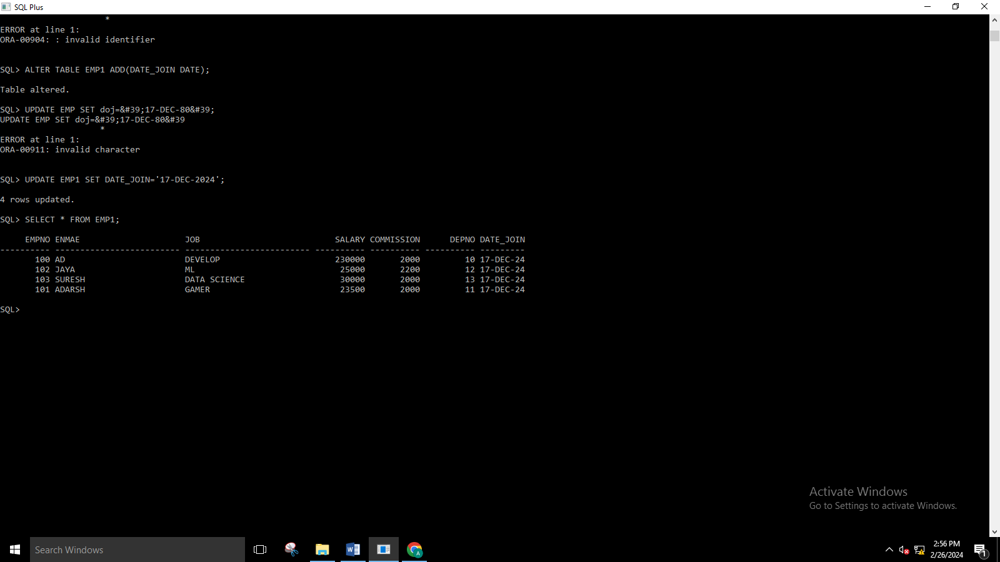 SQL Plus
*
ERROR at line 1:
ORA-00904: : invalid identifier
SQL> ALTER TABLE EMP1 ADD(DATE_JOIN DATE);
Table altered.
SQL> UPDATE EMP SET doj=&#39;17-DEC-80&#39;
UPDATE EMP SET doj=&#39;17-DEC-80&#39
*
ERROR at line 1:
ORA-00911: invalid character
SQL> UPDATE EMP1 SET DATE_JOIN='17-DEC-2024';
4 rows updated.
SQL> SELECT * FROM EMP1;
EMPNO ENMAE JOB SALARY COMMISSION DEPNO DATE_JOIN
---------- ------------------------- ------------------------- ---------- ---------- ---------- ---------
100 AD DEVELOP 230000 2000 10 17-DEC-24
102 JAYA ML 25000 2200 12 17-DEC-24
103 SURESH DATA SCIENCE 30000 2000 13 17-DEC-24
101 ADARSH GAMER 23500 2000 11 17-DEC-24
SQL>
Activate Windows
Go to Settings to activate Windows.
Search Windows
W
A
2:56 PM
2/26/2024
1